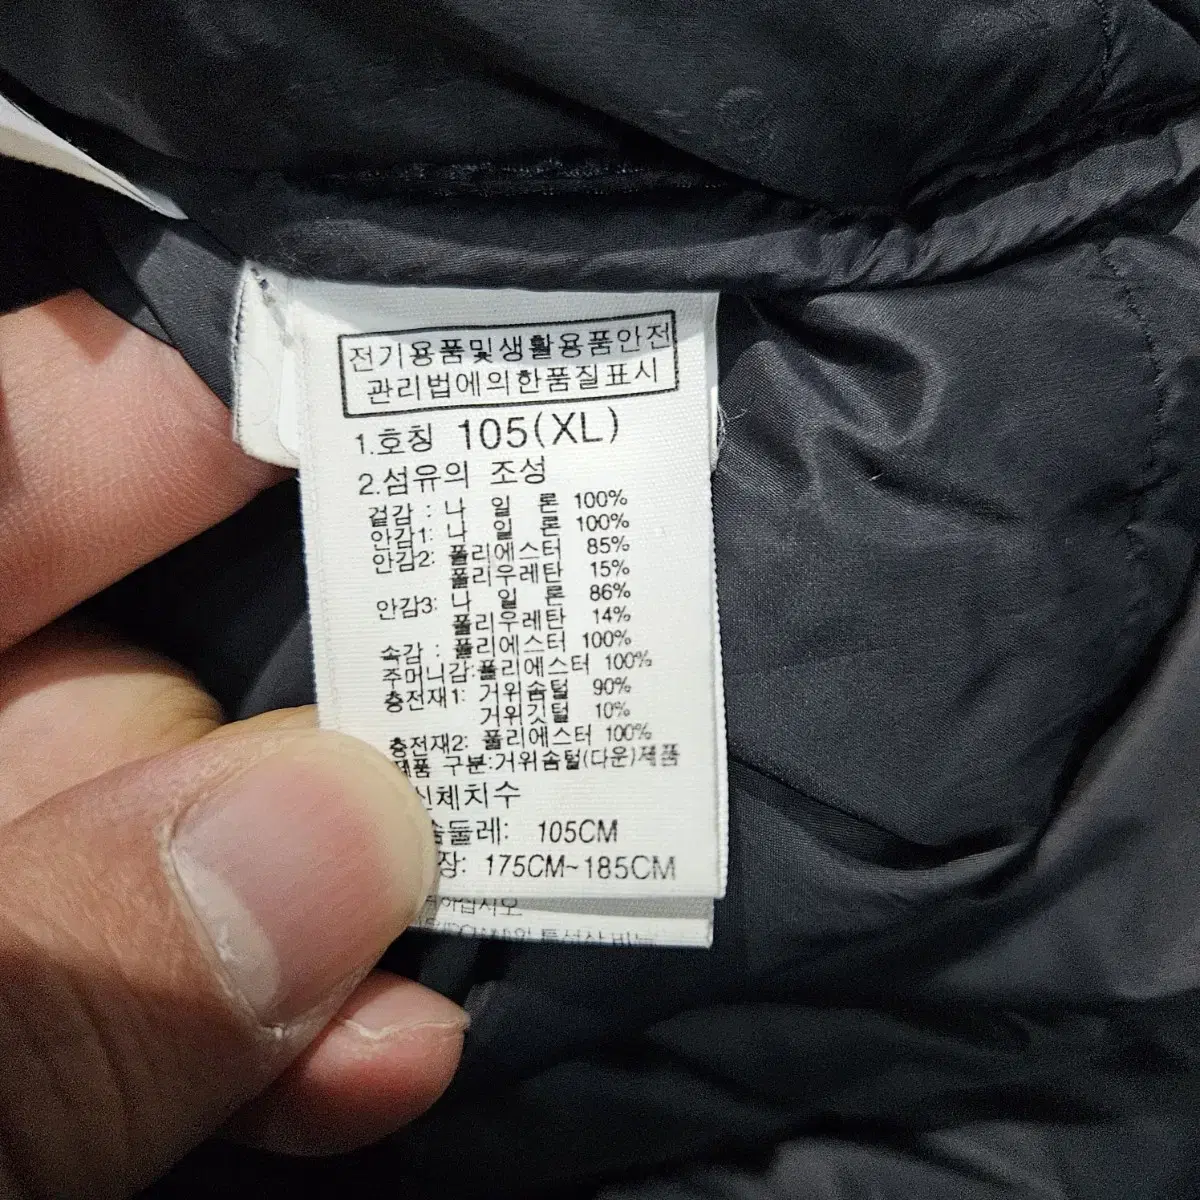 전기용품및생활용품안전
관리법에의한품질표시
1.호칭 105(XL)
2.섬유의 조성
겉감 : 나 일 론 100%
안감1: 나 일 론 100%
안감2: 폴리에스터 85%
폴리우레탄 15%
안감3: 나 일 론 86%
폴리우레탄 14%
속감 : 폴리에스터 100%
주머니감:폴리에스터 100%
충전재1: 거위솜털 90%
거위깃털 10%
충전재2: 폴리에스터 100%
제품 구분:거위솜털(다운)제품
신체치수
슴둘레: 105CM
장: 175CM~185CM
하십시오